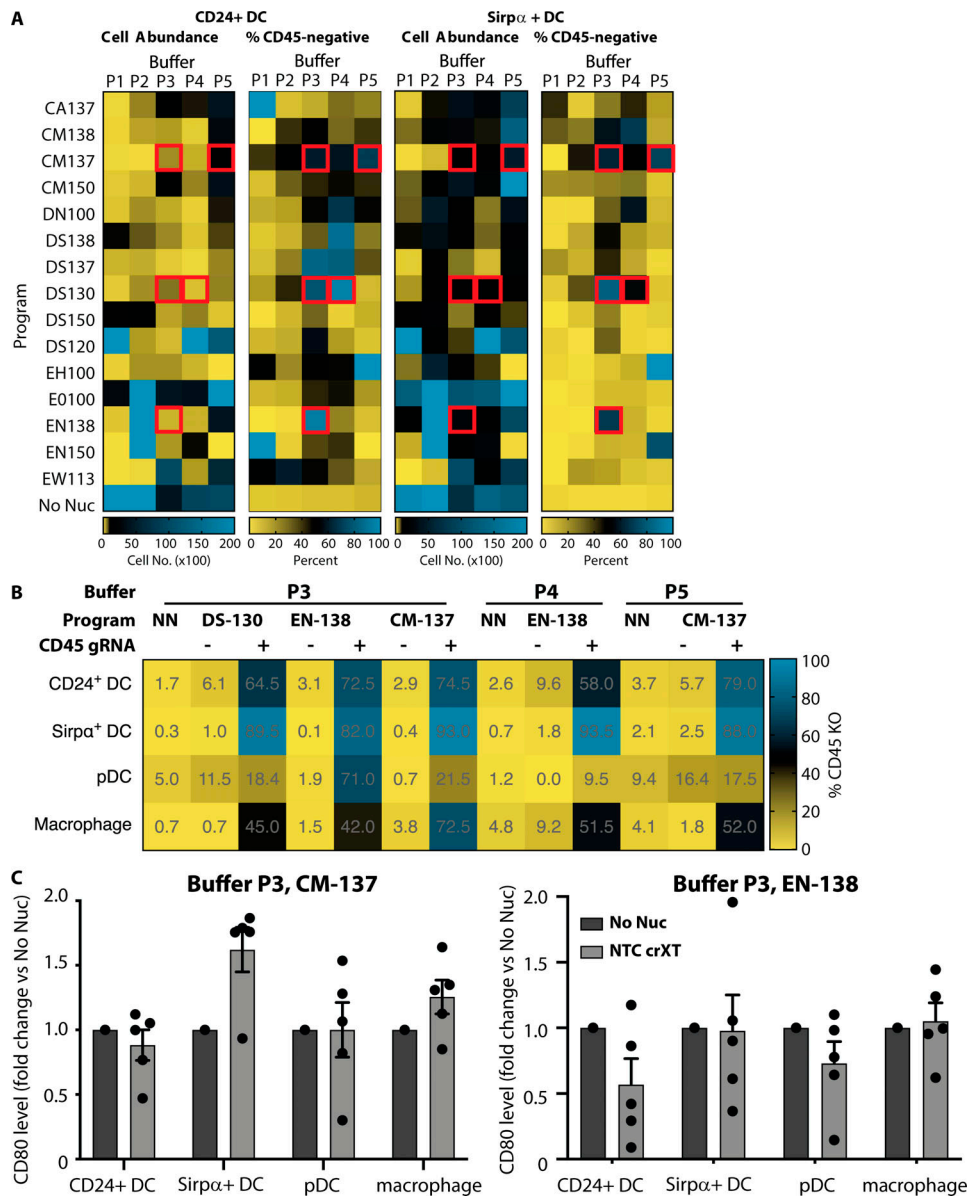 A
CD24+ DC Sirpα + DC
Cell Abundance % CD45-negative Cell Abundance % CD45-negative
Buffer Buffer Buffer Buffer
P1 P2 P3 P4 P5 P1 P2 P3 P4 P5 P1 P2 P3 P4 P5 P1 P2 P3 P4 P5
Program
CA137
CM138
CM137
CM150
DN100
DS138
DS137
DS130
DS150
DS120
EH100
E0100
EN138
EN150
EW113
No Nuc
0 100 200 0 20 40 60 80 100 0 100 200 0 20 40 60 80 100
Cell No. (x100) Percent Cell No. (x100) Percent
B
Buffer P3 P4 P5
Program NN DS-130 EN-138 CM-137 NN EN-138 NN CM-137
CD45 gRNA - + - + - + - + - +
CD24+ DC 1.7 6.1 64.5 3.1 72.5 2.9 74.5 2.6 9.6 58.0 3.7 5.7 79.0
Sirpα+ DC 0.3 1.0 89.5 0.1 82.0 0.4 93.0 0.7 1.8 2.1 2.5
pDC 5.0 11.5 18.4 1.9 71.0 0.7 21.5 1.2 0.0 9.5 9.4 16.4 17.5
Macrophage 0.7 0.7 45.0 1.5 42.0 3.8 72.5 4.8 9.2 51.5 4.1 1.8 52.0
100
80
60
40
20
0
% CD45 KO
C
Buffer P3, CM-137
CD80 level (fold change vs No Nuc)
2.0
1.5
1.0
0.5
0
CD24+ DC Sirpα+ DC pDC macrophage
Buffer P3, EN-138
No Nuc
NTC crXT
CD80 level (fold change vs No Nuc)
2.0
1.5
1.0
0.5
0
CD24+ DC Sirpα+ DC pDC macrophage